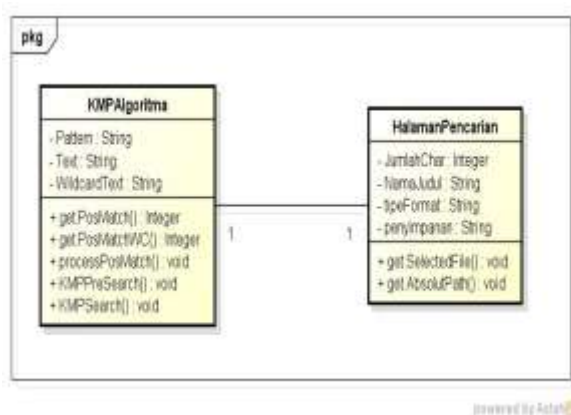 pkg
KMPAlgoritma
- Pattern : String
- Text : String
- WildcardText : String
+ get.PosMatch() : Integer
+ get.PosMatchWC() : Integer
+ processPosMatch() : void
+ KMPPreSearch() : void
+ KMPSearch() : void
1
1
HalamanPencarian
- JumlahChar : Integer
- NamaJudul : String
- tipeFormat : String
- penyimpanan : String
+ get.SelectedFile() : void
+ get.AbsolutPath() : void
powered by Astah